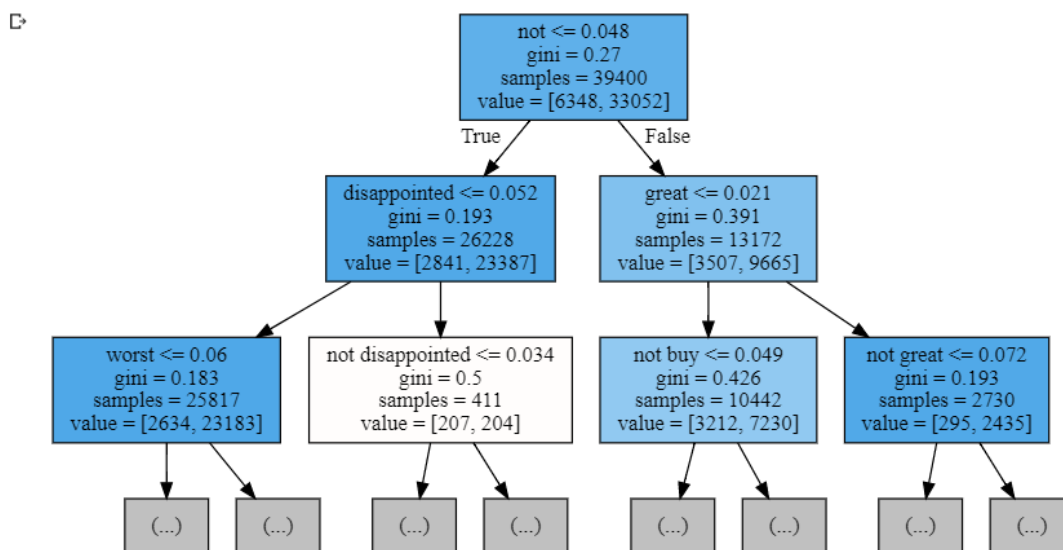 not <= 0.048
gini = 0.27
samples = 39400
value = [6348, 33052]
True
False
disappointed <= 0.052
gini = 0.193
samples = 26228
value = [2841, 23387]
great <= 0.021
gini = 0.391
samples = 13172
value = [3507, 9665]
worst <= 0.06
gini = 0.183
samples = 25817
value = [2634, 23183]
not disappointed <= 0.034
gini = 0.5
samples = 411
value = [207, 204]
not buy <= 0.049
gini = 0.426
samples = 10442
value = [3212, 7230]
not great <= 0.072
gini = 0.193
samples = 2730
value = [295, 2435]
(...)
(...)
(...)
(...)
(...)
(...)
(...)
(...)